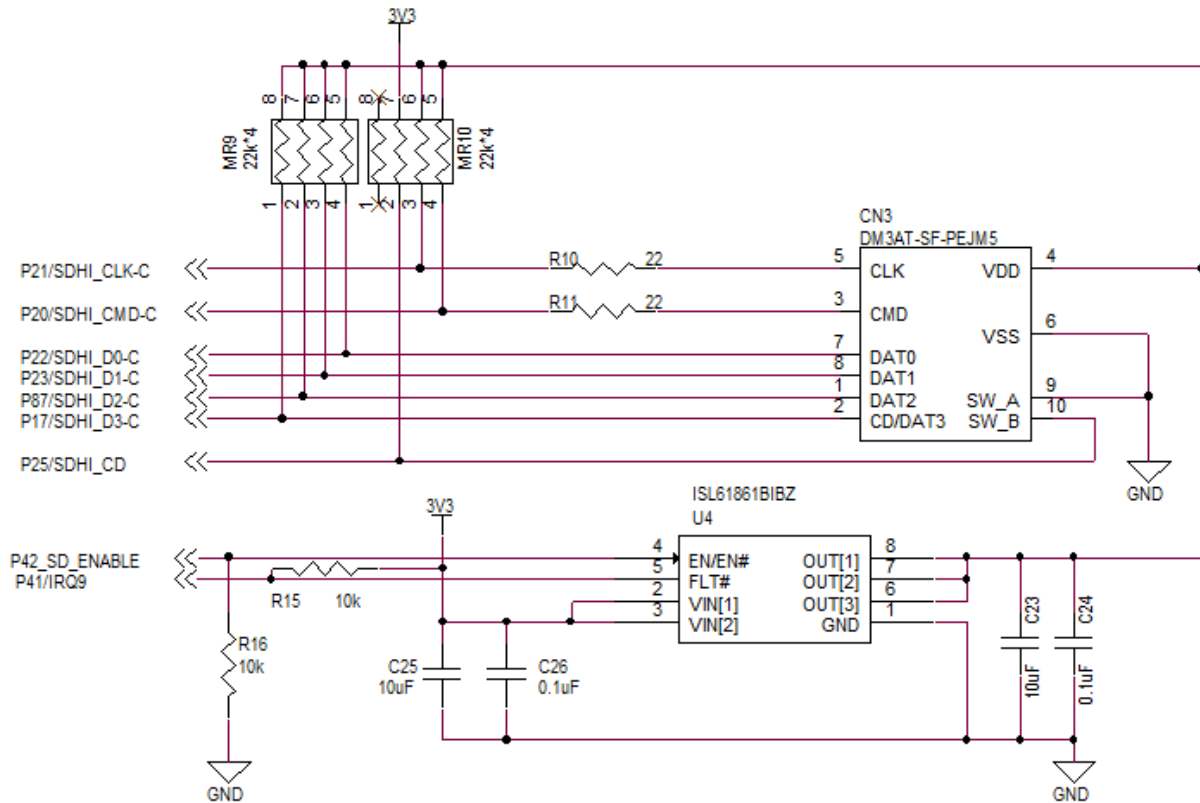 3V3
8 7 6 5 8 7 6 5
MR9
22k*4
MR10
22k*4
1 2 3 4 1 2 3 4
CN3
DM3AT-SF-PEJM5
P21/SDHI_CLK-C R10 22 5 CLK VDD 4
P20/SDHI_CMD-C R11 22 3 CMD
VSS 6
P22/SDHI_D0-C 7 DAT0
P23/SDHI_D1-C 8 DAT1
P87/SDHI_D2-C 1 DAT2 SW_A 9
P17/SDHI_D3-C 2 CD/DAT3 SW_B 10
P25/SDHI_CD
GND
ISL61861BIBZ
U4
3V3
P42_SD_ENABLE 4 EN/EN# OUT[1] 8
P41/IRQ9 5 FLT# OUT[2] 7
R15 10k 2 VIN[1] OUT[3] 6
3 VIN[2] GND 1
R16
10k
C25
10uF
C26
0.1uF
C23
10uF
C24
0.1uF
GND
GND